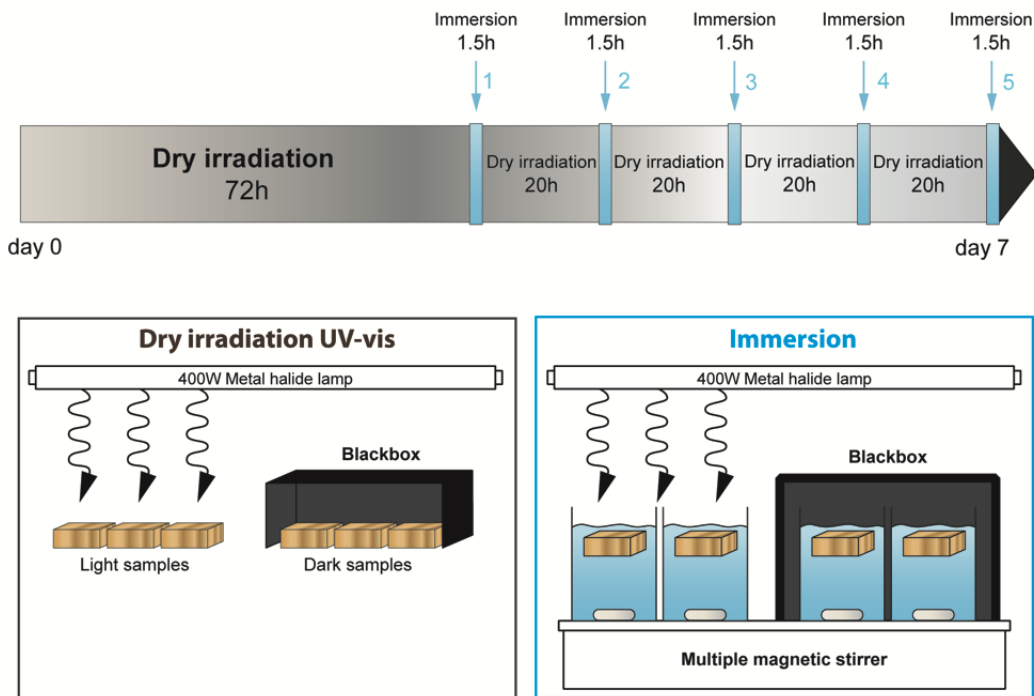 Immersion Immersion Immersion Immersion Immersion
1.5h 1.5h 1.5h 1.5h 1.5h
1 2 3 4 5
Dry irradiation
72h
Dry irradiation
20h
Dry irradiation
20h
Dry irradiation
20h
Dry irradiation
20h
day 0
day 7
Dry irradiation UV-vis
400W Metal halide lamp
Blackbox
Light samples
Dark samples
Immersion
400W Metal halide lamp
Blackbox
Multiple magnetic stirrer